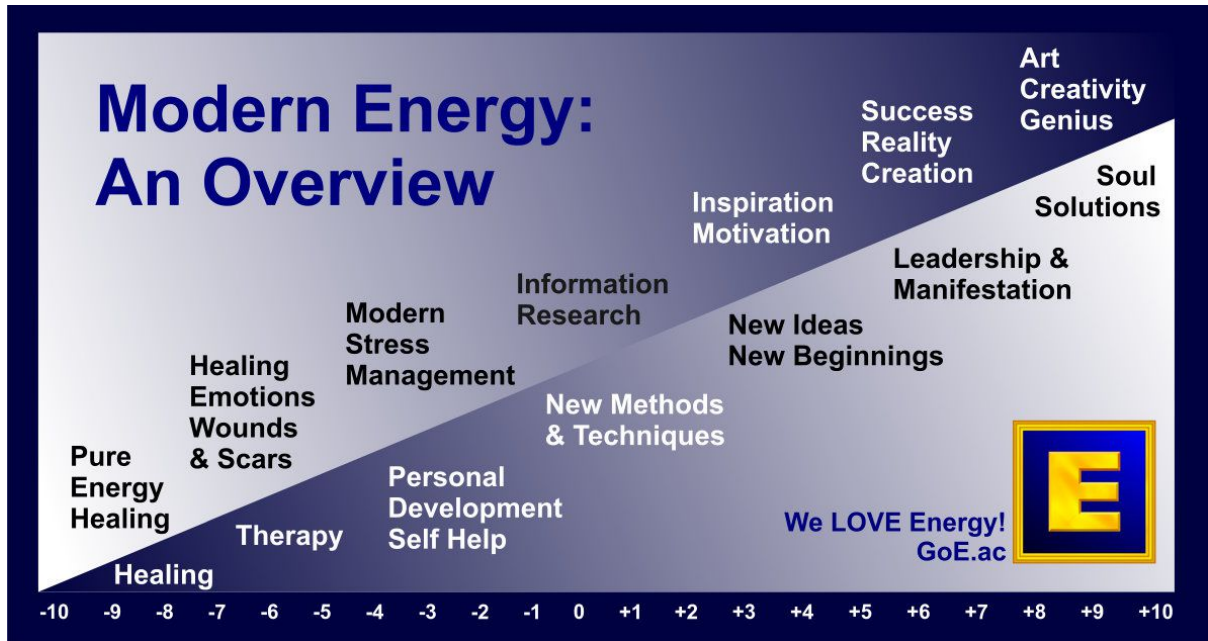 Modern Energy:
An Overview
Art
Creativity
Genius
Success
Reality
Creation
Soul
Solutions
Inspiration
Motivation
Leadership &
Manifestation
Information
Research
New Ideas
New Beginnings
Modern
Stress
Management
Healing
Emotions
Wounds
& Scars
New Methods
& Techniques
Pure
Energy
Healing
Personal
Development
Self Help
Therapy
Healing
We LOVE Energy!
GoE.ac
E
-10 -9 -8 -7 -6 -5 -4 -3 -2 -1 0 +1 +2 +3 +4 +5 +6 +7 +8 +9 +10